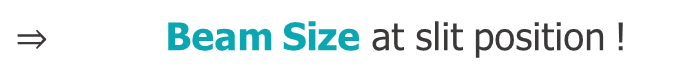 ⇒ Beam Size at slit position !